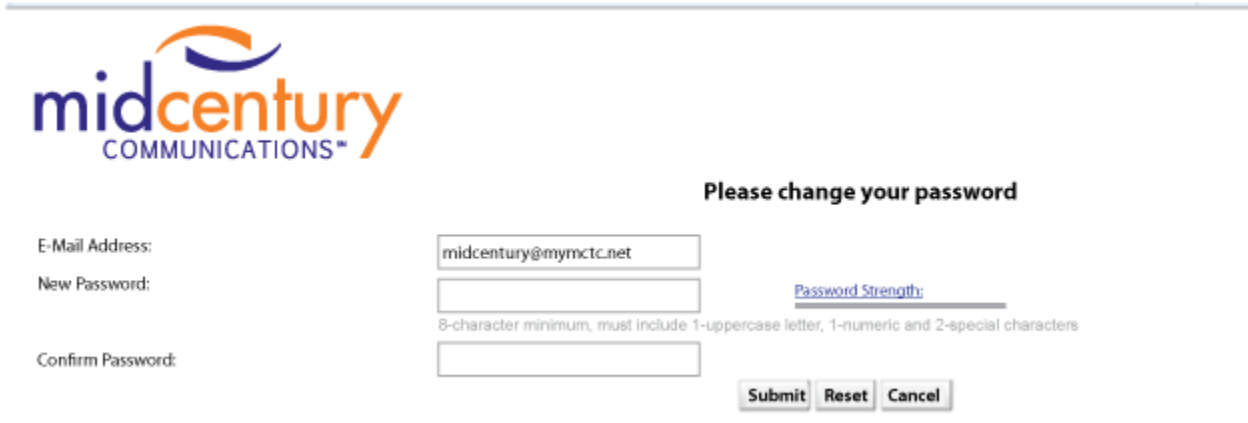 midcentury
COMMUNICATIONS℠
Please change your password
E-Mail Address:
midcentury@mymctc.net
New Password:
Password Strength:
8-character minimum, must include 1-uppercase letter, 1-numeric and 2-special characters
Confirm Password:
Submit Reset Cancel